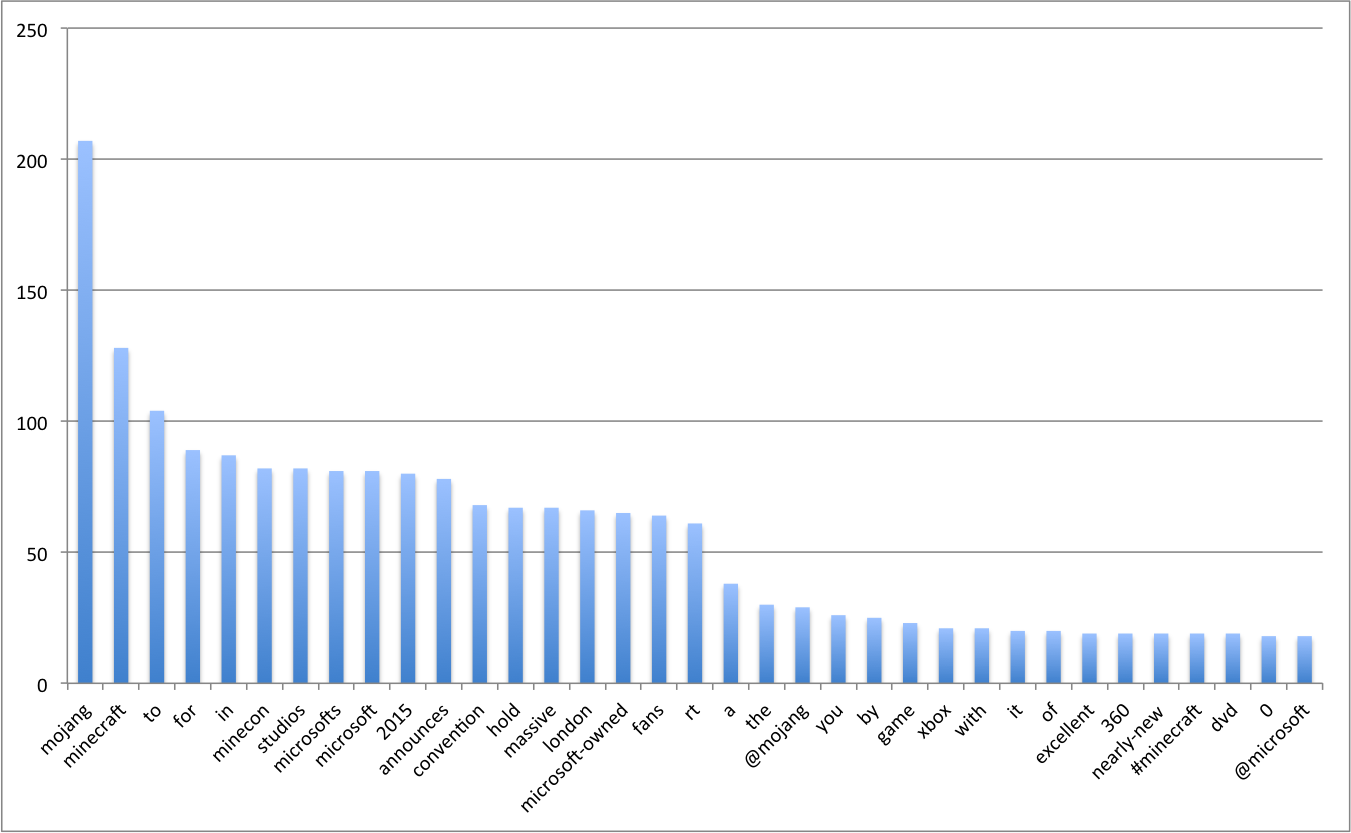 250
200
150
100
50
0
mojang
minecraft
to
for
in
minecon
studios
microsofts
microsoft
2015
announces
convention
hold
massive
london
microsoft-owned
fans
rt
a
the
@mojang
you
by
game
xbox
with
it
of
excellent
360
nearly-new
#minecraft
dvd
0
@microsoft